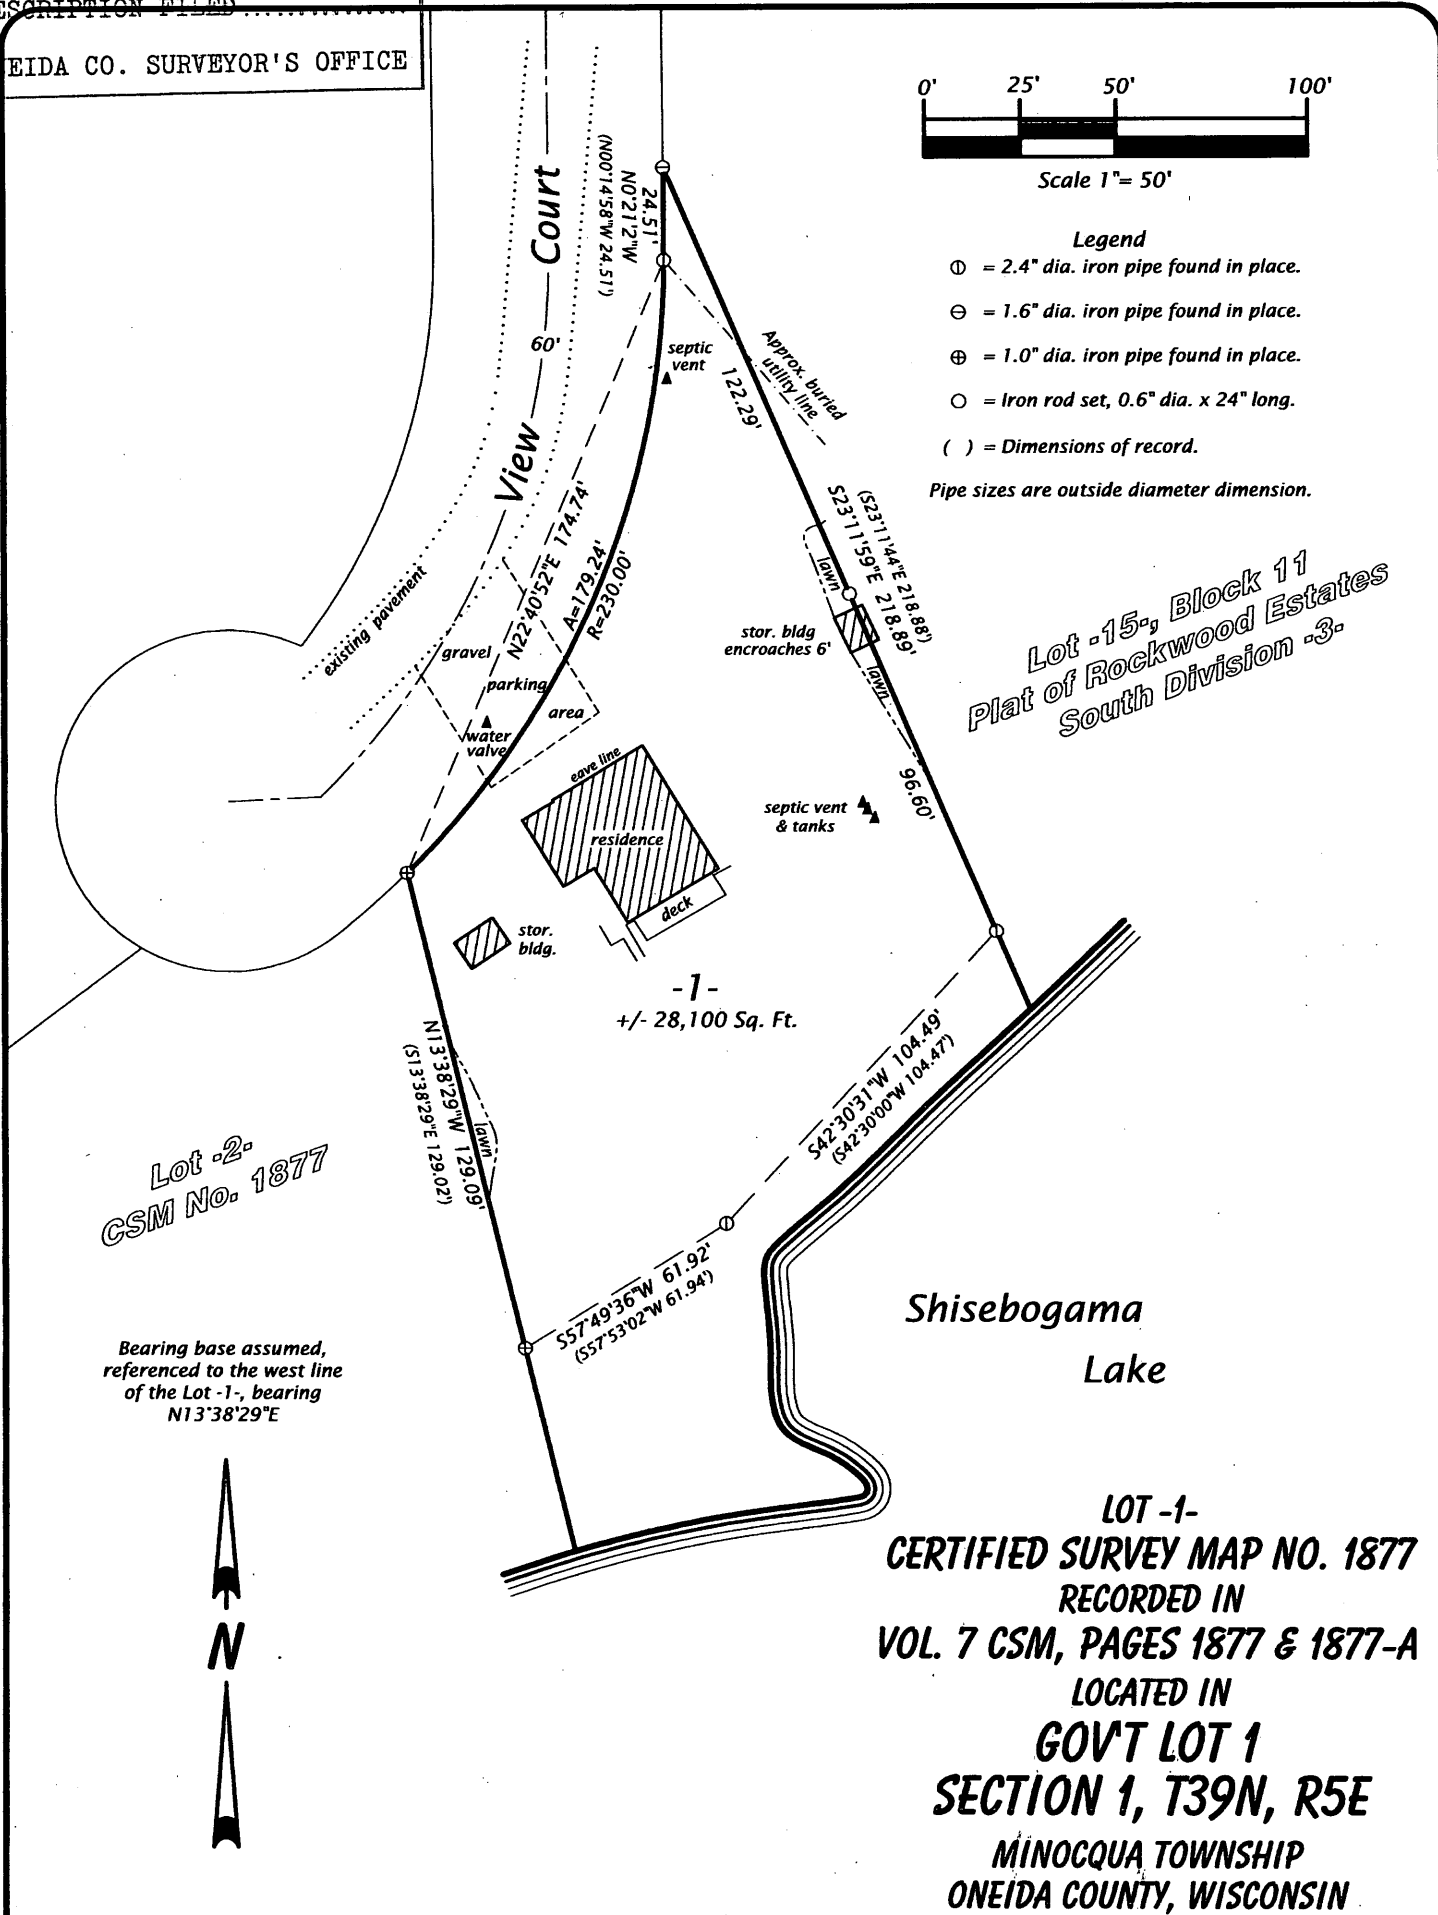 DESCRIPTION FILED................
EIDA CO. SURVEYOR'S OFFICE
0' 25' 50' 100'
Scale 1"= 50'
Legend
= 2.4" dia. iron pipe found in place.
= 1.6" dia. iron pipe found in place.
= 1.0" dia. iron pipe found in place.
= Iron rod set, 0.6" dia. x 24" long.
( ) = Dimensions of record.
Pipe sizes are outside diameter dimension.
View Court
60'
24.51'
N0°21'2"W
(N00°14'58"W 24.51')
septic
vent
Approx. buried
utility line
122.29'
(S23°11'44"E 218.88')
S23°11'59"E 218.89'
lawn
stor. bldg
encroaches 6'
lawn
96.60'
N22°40'52"E 174.74'
A=179.24'
R=230.00'
existing pavement
gravel
parking
area
water
valve
eave line
residence
deck
septic vent
& tanks
stor.
bldg.
-1-
+/- 28,100 Sq. Ft.
Lot -15-, Block 11
Plat of Rockwood Estates
South Division -3-
N13°38'29"W 129.09'
(S13°38'29"E 129.02')
lawn
S42°30'31"W 104.49'
(S42°30'00"W 104.47')
S57°49'36"W 61.92'
(S57°53'02"W 61.94')
Lot -2-
CSM No. 1877
Shisebogama
Lake
Bearing base assumed,
referenced to the west line
of the Lot -1-, bearing
N13°38'29"E
N
LOT -1-
CERTIFIED SURVEY MAP NO. 1877
RECORDED IN
VOL. 7 CSM, PAGES 1877 & 1877-A
LOCATED IN
GOV'T LOT 1
SECTION 1, T39N, R5E
MINOCQUA TOWNSHIP
ONEIDA COUNTY, WISCONSIN